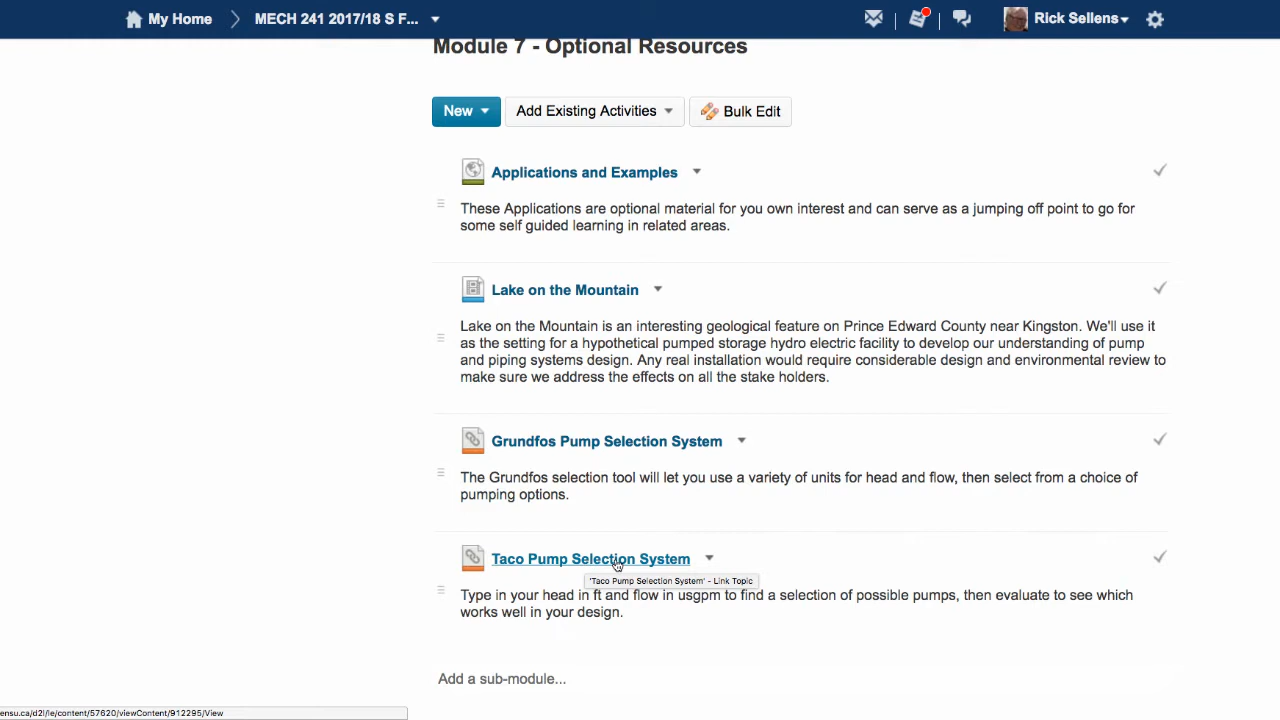 My Home
MECH 241 2017/18 S F...
Rick Sellens
Module 7 - Optional Resources
New
Add Existing Activities
Bulk Edit
Applications and Examples
These Applications are optional material for you own interest and can serve as a jumping off point to go for
some self guided learning in related areas.
Lake on the Mountain
Lake on the Mountain is an interesting geological feature on Prince Edward County near Kingston. We'll use it
as the setting for a hypothetical pumped storage hydro electric facility to develop our understanding of pump
and piping systems design. Any real installation would require considerable design and environmental review to
make sure we address the effects on all the stake holders.
Grundfos Pump Selection System
The Grundfos selection tool will let you use a variety of units for head and flow, then select from a choice of
pumping options.
Taco Pump Selection System
'Taco Pump Selection System' - Link Topic
Type in your head in ft and flow in usgpm to find a selection of possible pumps, then evaluate to see which
works well in your design.
Add a sub-module...
ensu.ca/d2l/le/content/57620/viewContent/912295/View